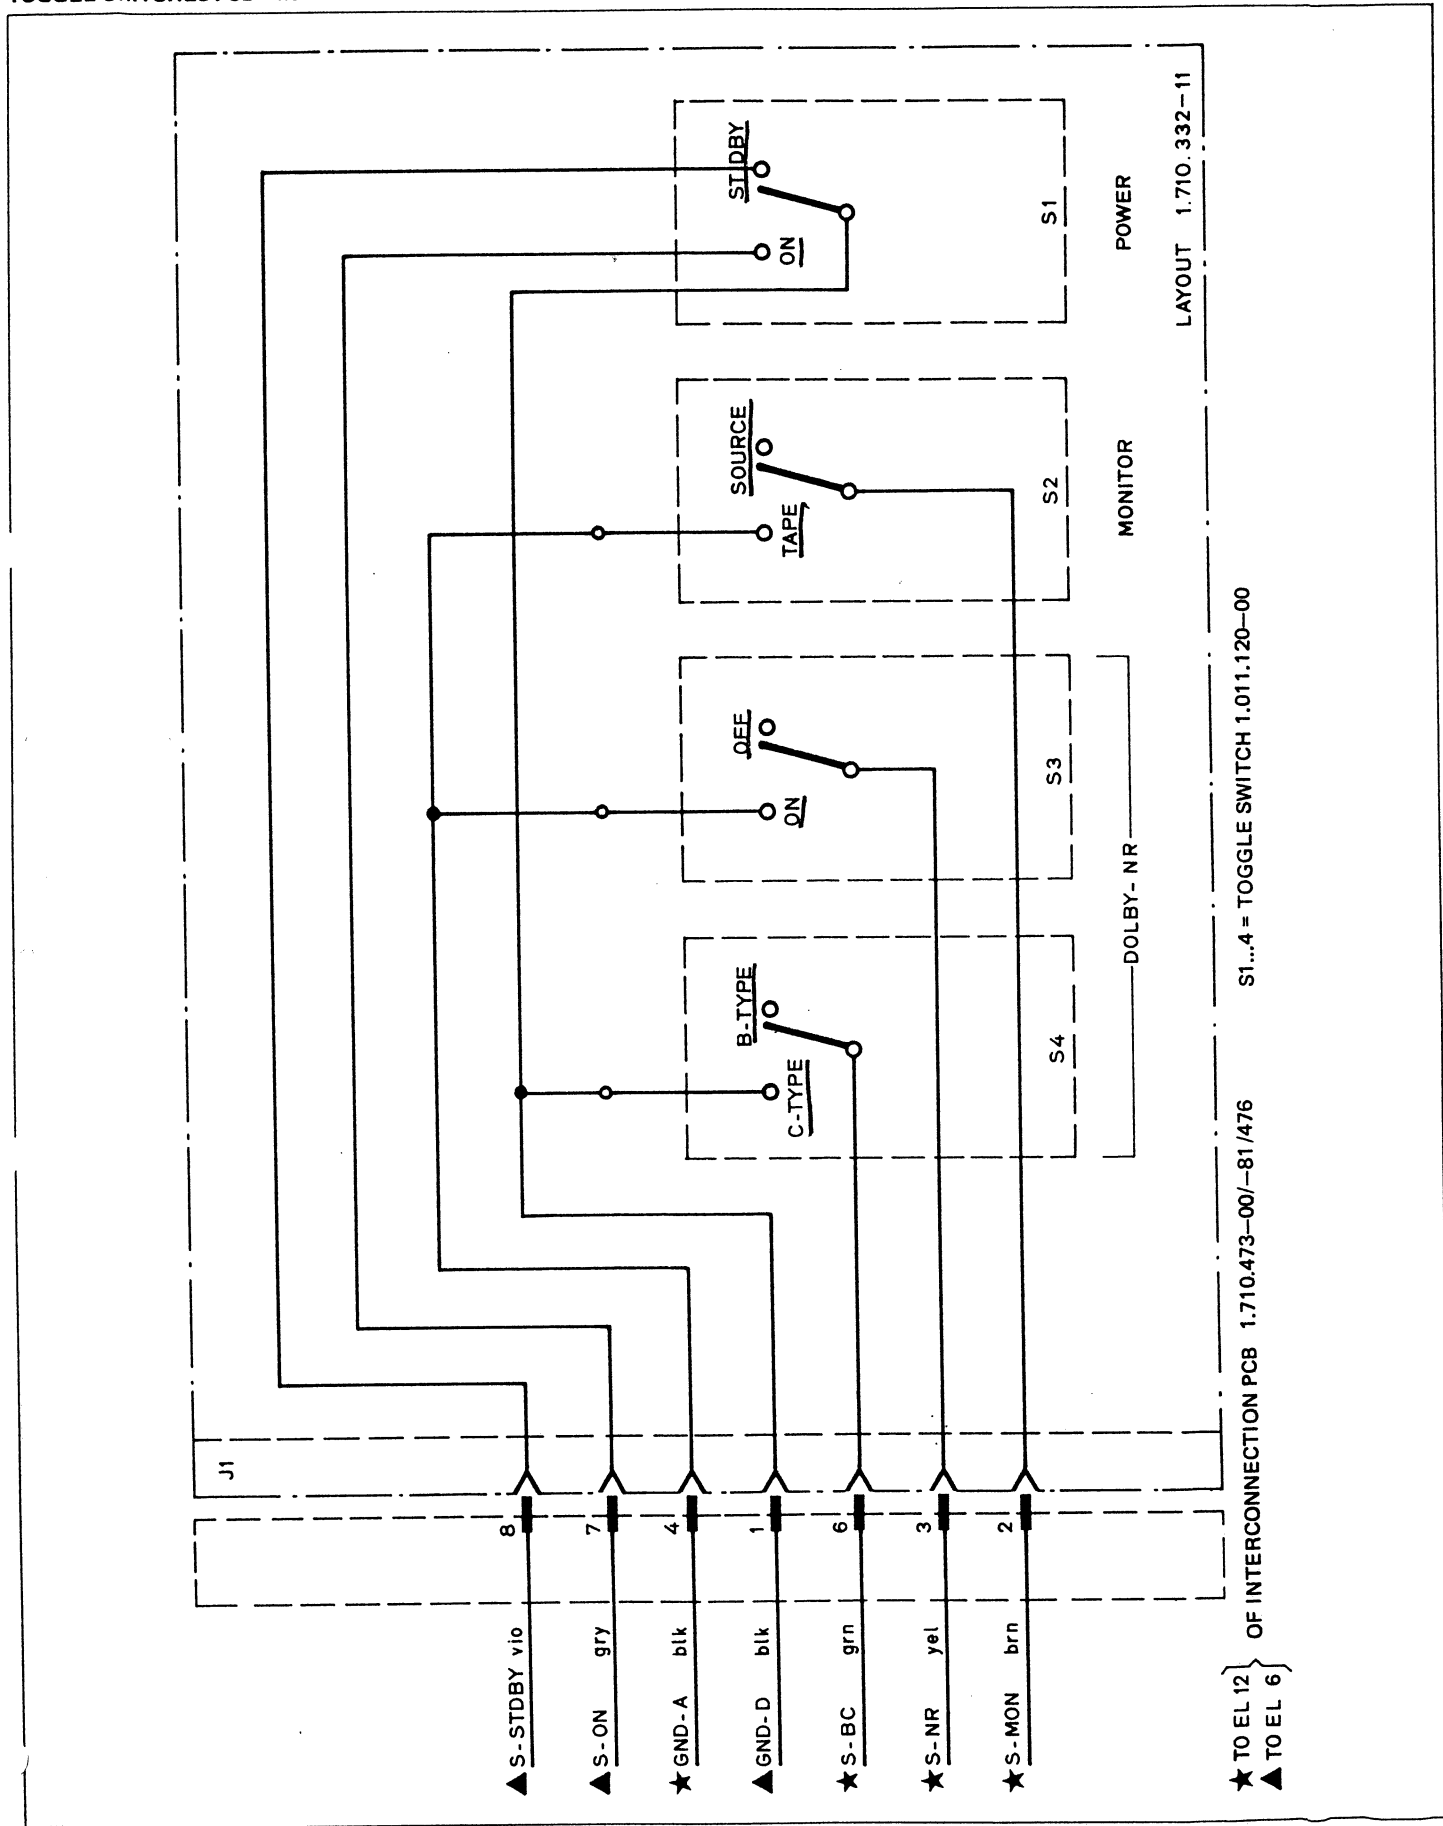 J1
8
7
4
1
6
3
2
▲ S-STDBY vio
▲ S-ON gry
★ GND-A blk
▲ GND-D blk
★ S-BC grn
★ S-NR yel
★ S-MON brn
C-TYPE
B-TYPE
S4
ON
OFF
S3
DOLBY-NR
TAPE
SOURCE
S2
MONITOR
ON
ST.DBY
S1
POWER
LAYOUT 1.710.332-11
★ TO EL 12
▲ TO EL 6
OF INTERCONNECTION PCB 1.710.473-00/-81/476
S1...4 = TOGGLE SWITCH 1.011.120-00